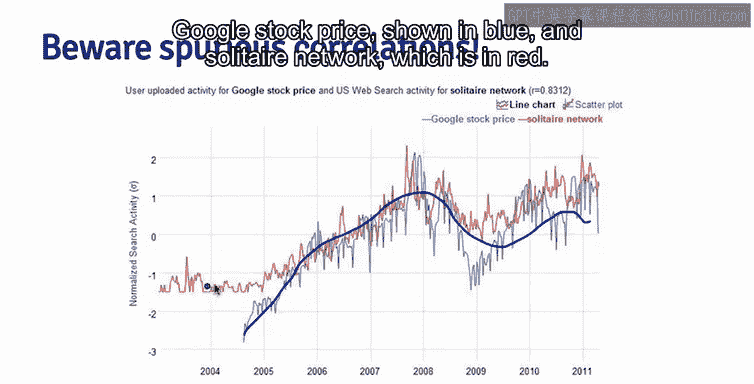 Beware spurious correlations!
Google stock price, shown in blue, and
solitaire network, which is in red.
User uploaded activity for Google stock price and US Web Search activity for solitaire network (r=0.8312)
Line chart Scatter plot
—Google stock price —solitaire network
Normalized Search Activity (σ)
2
1
0
-1
-2
-3
2004 2005 2006 2007 2008 2009 2010 2011